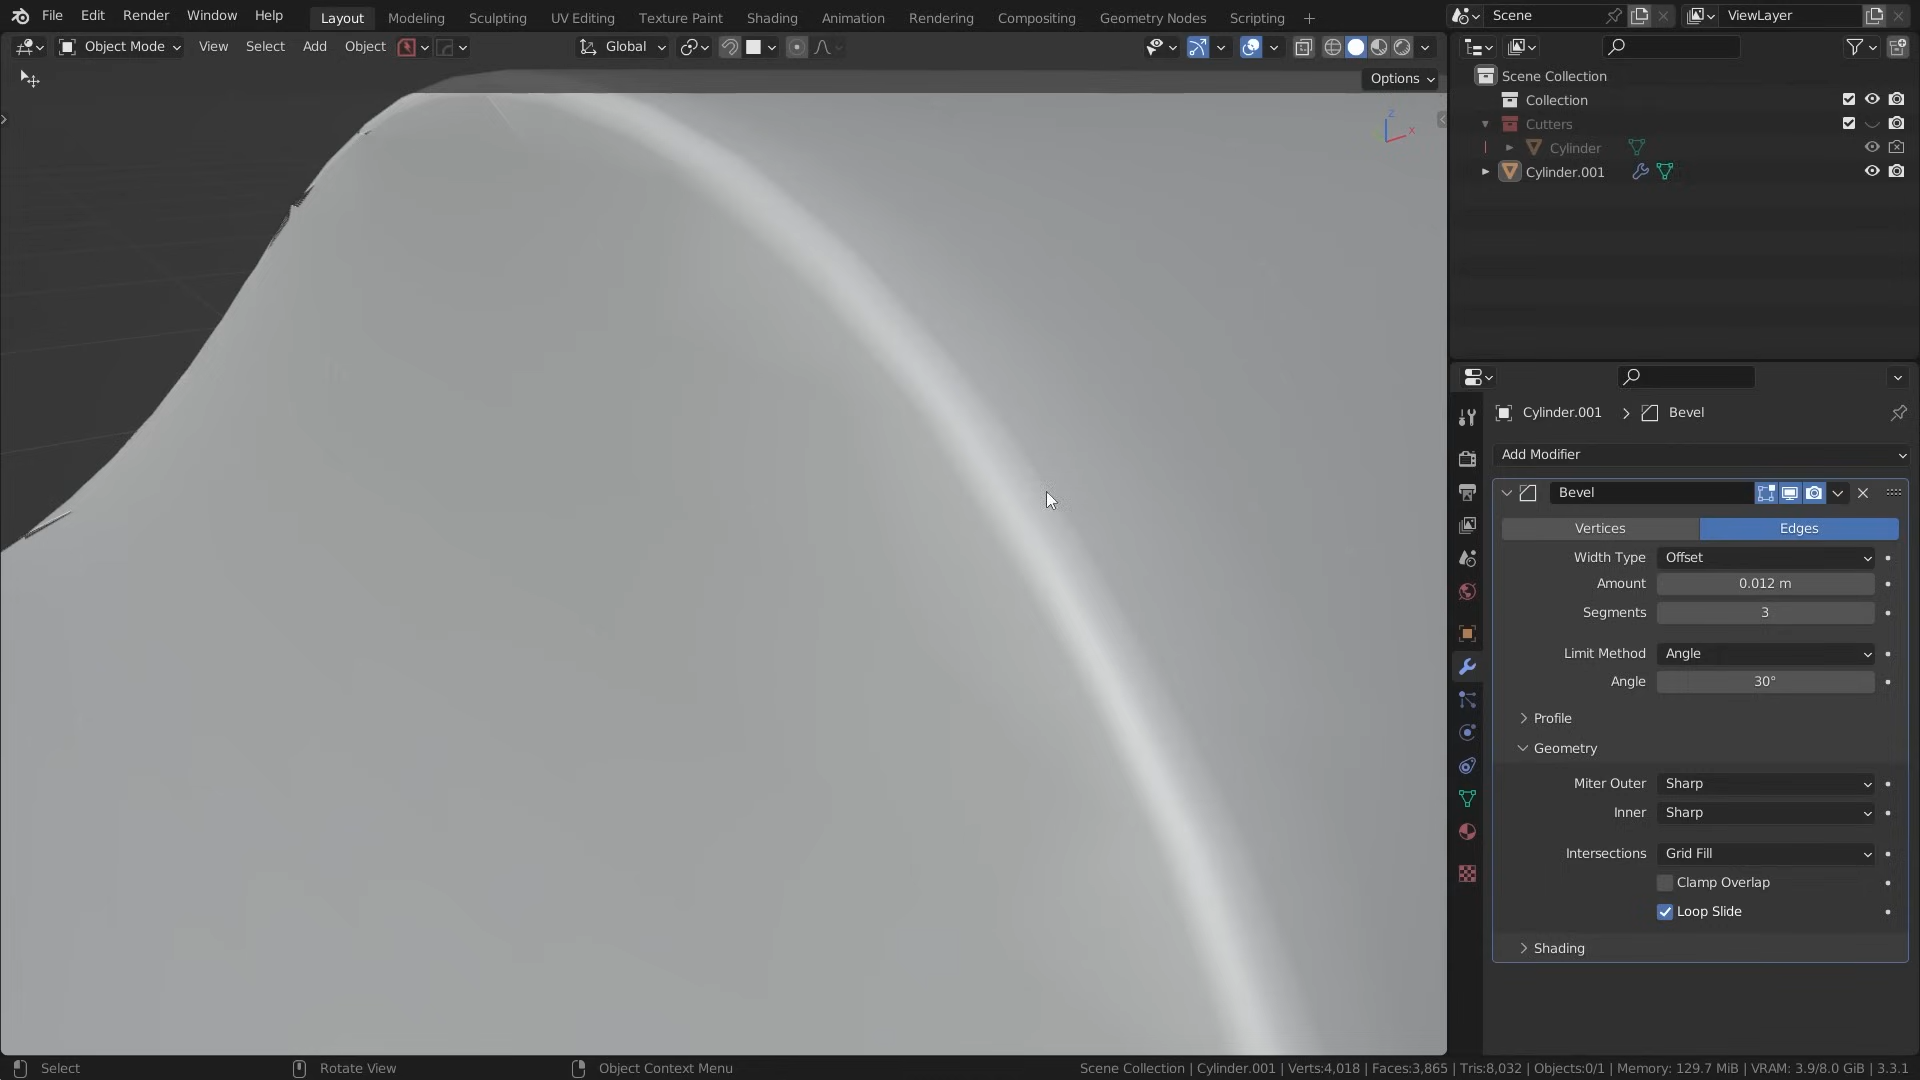 File Edit Render Window Help
Layout Modeling Sculpting UV Editing Texture Paint Shading Animation Rendering Compositing Geometry Nodes Scripting +
Scene
ViewLayer
Object Mode View Select Add Object
Global
Options
Z
X
Scene Collection
Collection
Cutters
Cylinder
Cylinder.001
Cylinder.001 > Bevel
Add Modifier
Bevel
Vertices Edges
Width Type Offset
Amount 0.012 m
Segments 3
Limit Method Angle
Angle 30°
Profile
Geometry
Miter Outer Sharp
Inner Sharp
Intersections Grid Fill
Clamp Overlap
Loop Slide
Shading
Select Rotate View Object Context Menu
Scene Collection | Cylinder.001 | Verts:4,018 | Faces:3,865 | Tris:8,032 | Objects:0/1 | Memory: 129.7 MiB | VRAM: 3.9/8.0 GiB | 3.3.1